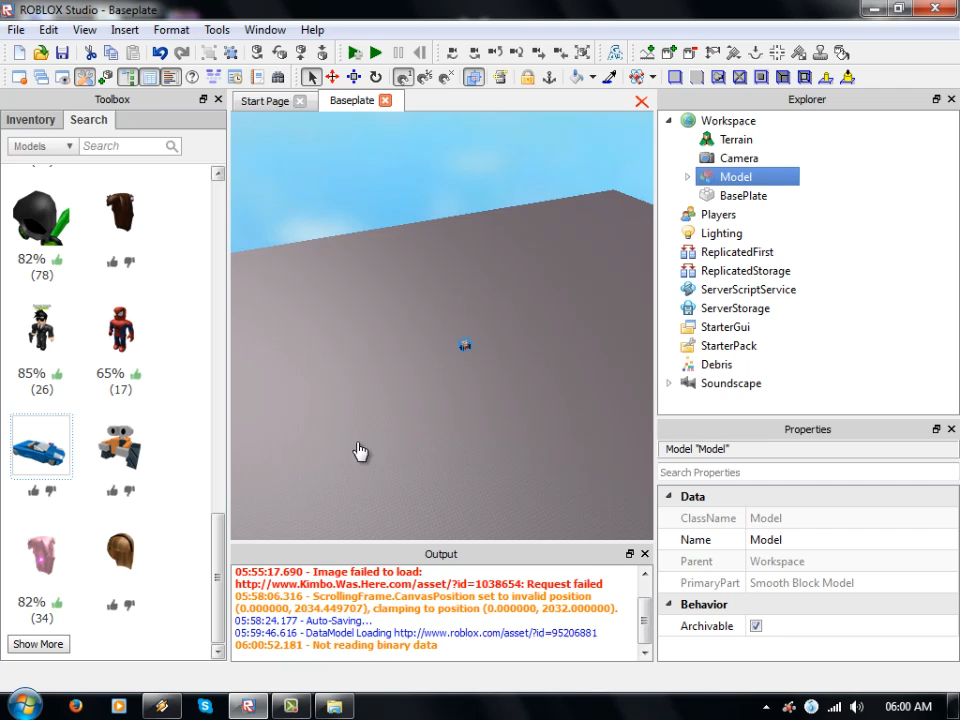 ROBLOX Studio - Baseplate
File Edit View Insert Format Tools Window Help
Toolbox
Inventory Search
Models Search
82%
(78)
85% 65%
(26) (17)
82%
(34)
Show More
Start Page Baseplate
Output
05:55:17.690 - Image failed to load:
http://www.Kimbo.Was.Here.com/asset/?id=1038654: Request failed
05:58:06.316 - ScrollingFrame.CanvasPosition set to invalid position
(0.000000, 2034.449707), clamping to position (0.000000, 2032.000000).
05:58:24.177 - Auto-Saving...
05:59:46.616 - DataModel Loading http://www.roblox.com/asset/?id=95206881
06:00:52.181 - Not reading binary data
Explorer
Workspace
Terrain
Camera
Model
BasePlate
Players
Lighting
ReplicatedFirst
ReplicatedStorage
ServerScriptService
ServerStorage
StarterGui
StarterPack
Debris
Soundscape
Properties
Model "Model"
Search Properties
Data
ClassName Model
Name Model
Parent Workspace
PrimaryPart Smooth Block Model
Behavior
Archivable
06:00 AM